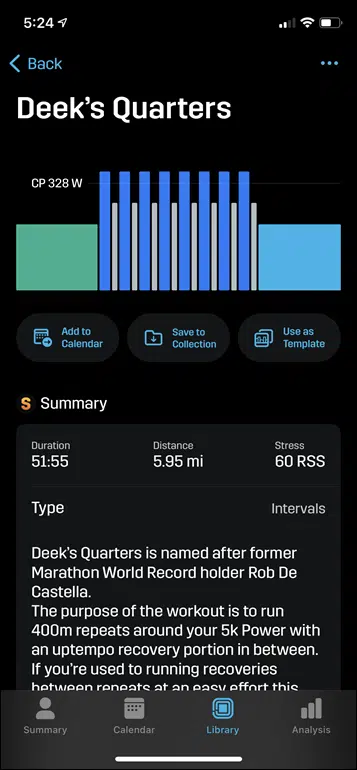 5:24
Back
Deek's Quarters
CP 328 W
Add to
Calendar
Save to
Collection
Use as
Template
S Summary
Duration
Distance
Stress
51:55
5.95 mi
60 RSS
Type
Intervals
Deek's Quarters is named after former
Marathon World Record holder Rob De
Castella.
The purpose of the workout is to run
400m repeats around your 5k Power with
an uptempo recovery portion in between.
If you're used to running recoveries
between repeats at an easy effort this
Summary
Calendar
Library
Analysis